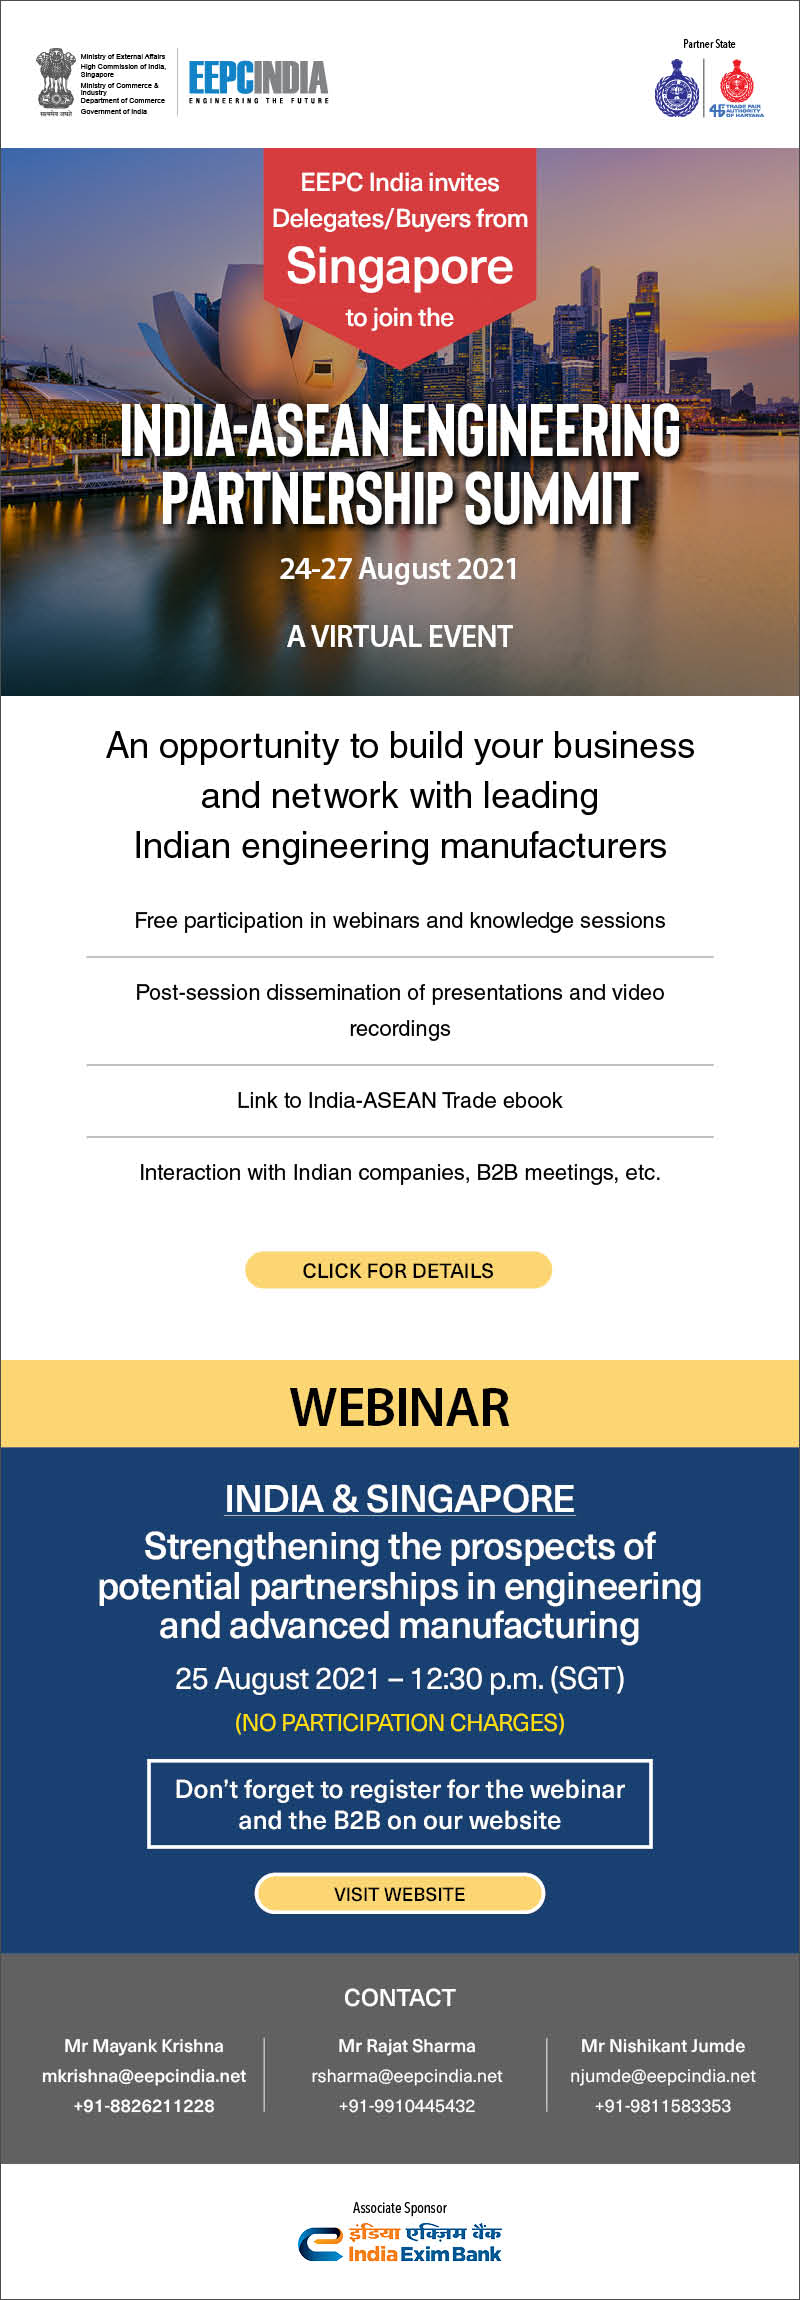 Ministry of External Affairs
High Commission of India,
Singapore
Ministry of Commerce &
Industry
Department of Commerce
Government of India
सत्यमेव जयते
EEPCINDIA
ENGINEERING THE FUTURE
Partner State
TRADE FAIR
AUTHORITY
OF HARYANA
EEPC India invites
Delegates/Buyers from
Singapore
to join the
INDIA-ASEAN ENGINEERING
PARTNERSHIP SUMMIT
24-27 August 2021
A VIRTUAL EVENT
An opportunity to build your business
and network with leading
Indian engineering manufacturers
Free participation in webinars and knowledge sessions
Post-session dissemination of presentations and video
recordings
Link to India-ASEAN Trade ebook
Interaction with Indian companies, B2B meetings, etc.
CLICK FOR DETAILS
WEBINAR
INDIA & SINGAPORE
Strengthening the prospects of
potential partnerships in engineering
and advanced manufacturing
25 August 2021 – 12:30 p.m. (SGT)
(NO PARTICIPATION CHARGES)
Don't forget to register for the webinar
and the B2B on our website
VISIT WEBSITE
CONTACT
Mr Mayank Krishna
mkrishna@eepcindia.net
+91-8826211228
Mr Rajat Sharma
rsharma@eepcindia.net
+91-9910445432
Mr Nishikant Jumde
njumde@eepcindia.net
+91-9811583353
Associate Sponsor
इंडिया एक्ज़िम बैंक
India Exim Bank